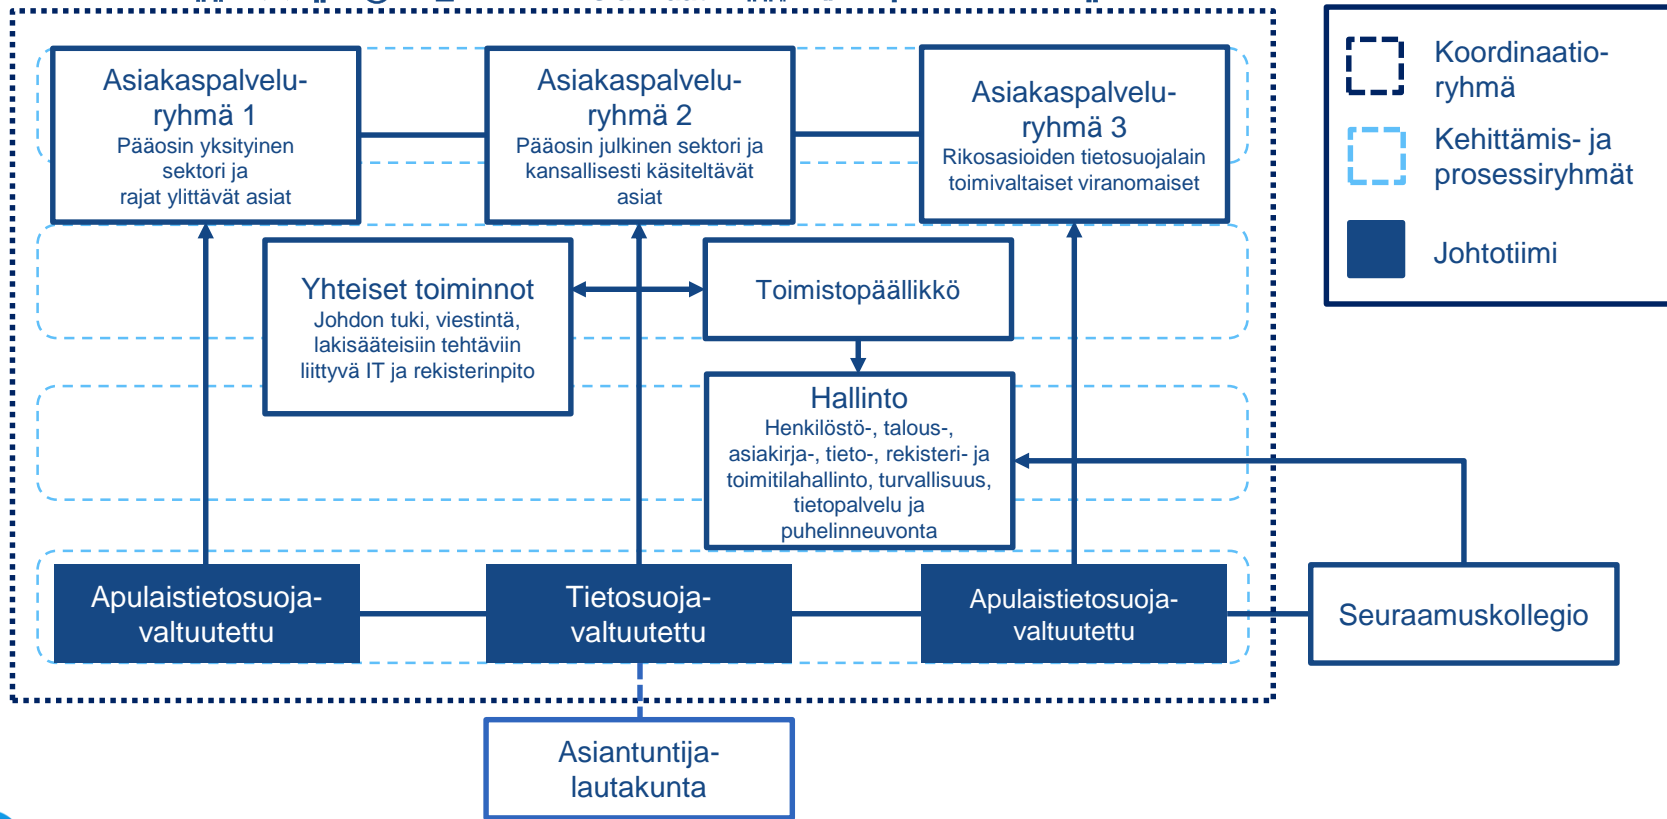 Asiakaspalvelu-
ryhmä 1
Pääosin yksityinen
sektori ja
rajat ylittävät asiat
Asiakaspalvelu-
ryhmä 2
Pääosin julkinen sektori ja
kansallisesti käsiteltävät
asiat
Asiakaspalvelu-
ryhmä 3
Rikosasioiden tietosuojalain
toimivaltaiset viranomaiset
Yhteiset toiminnot
Johdon tuki, viestintä,
lakisääteisiin tehtäviin
liittyvä IT ja rekisterinpito
Toimistopäällikkö
Hallinto
Henkilöstö-, talous-,
asiakirja-, tieto-, rekisteri- ja
toimitilahallinto, turvallisuus,
tietopalvelu ja
puhelinneuvonta
Apulaistietosuoja-
valtuutettu
Tietosuoja-
valtuutettu
Apulaistietosuoja-
valtuutettu
Seuraamuskollegio
Asiantuntija-
lautakunta
Koordinaatio-
ryhmä
Kehittämis- ja
prosessiryhmät
Johtotiimi